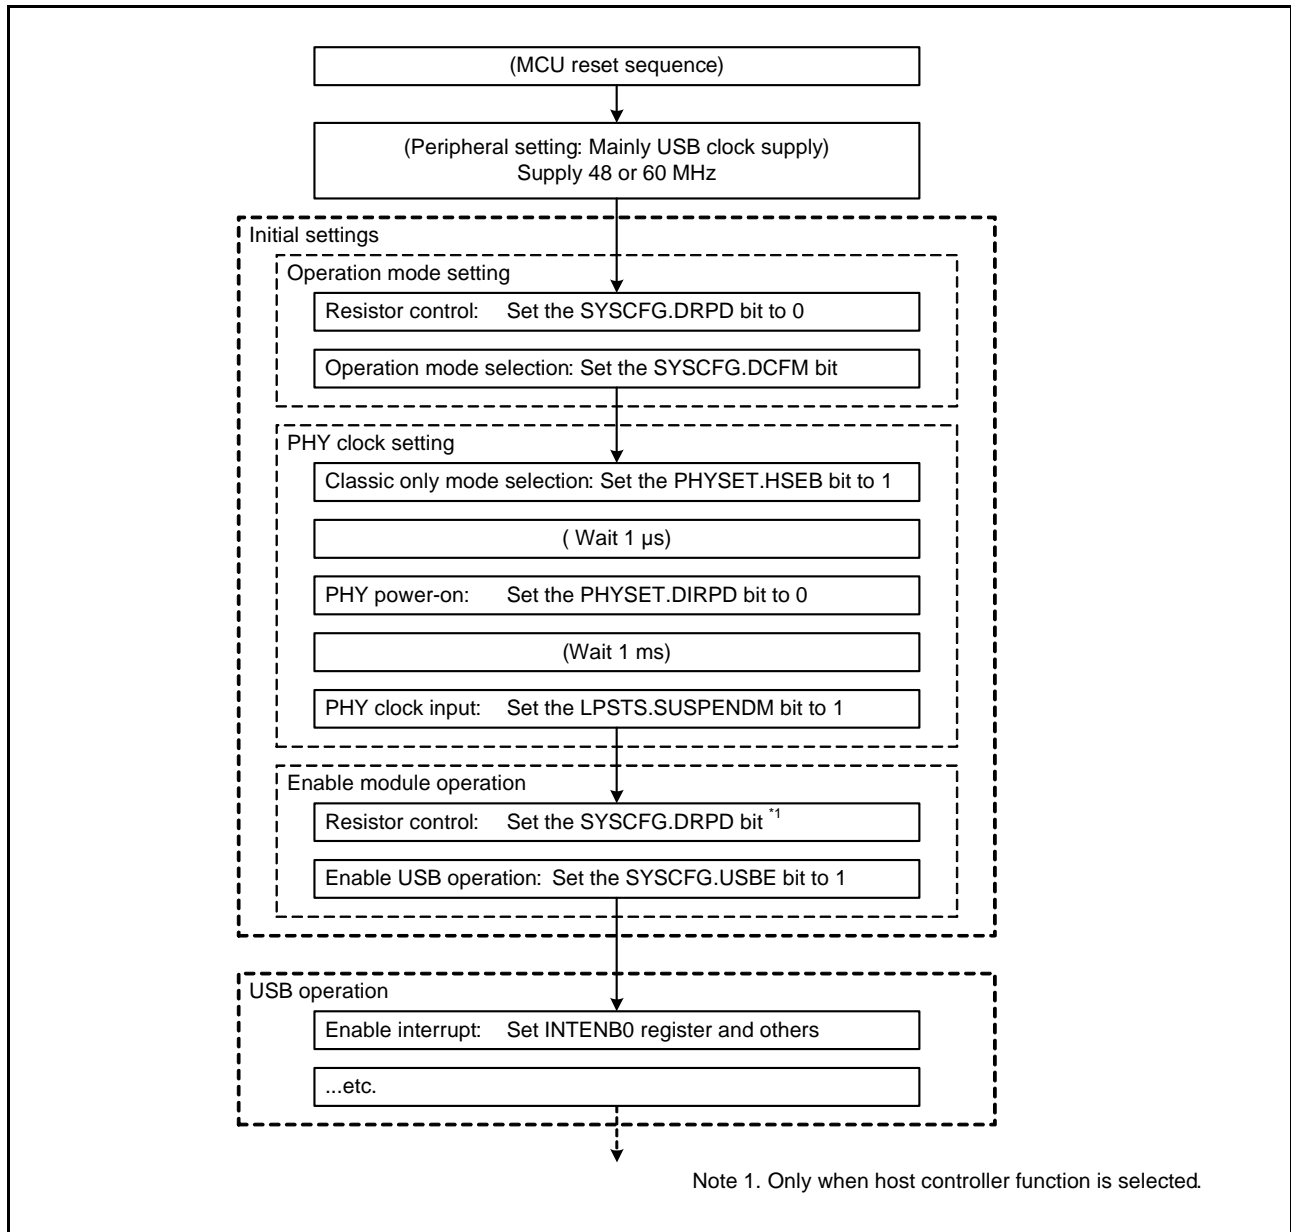 (MCU reset sequence)
(Peripheral setting: Mainly USB clock supply)
Supply 48 or 60 MHz
Initial settings
Operation mode setting
Resistor control: Set the SYSCFG.DRPD bit to 0
Operation mode selection: Set the SYSCFG.DCFM bit
PHY clock setting
Classic only mode selection: Set the PHYSET.HSEB bit to 1
( Wait 1 µs)
PHY power-on: Set the PHYSET.DIRPD bit to 0
(Wait 1 ms)
PHY clock input: Set the LPSTS.SUSPENDM bit to 1
Enable module operation
Resistor control: Set the SYSCFG.DRPD bit *1
Enable USB operation: Set the SYSCFG.USBE bit to 1
USB operation
Enable interrupt: Set INTENB0 register and others
...etc.
Note 1. Only when host controller function is selected.